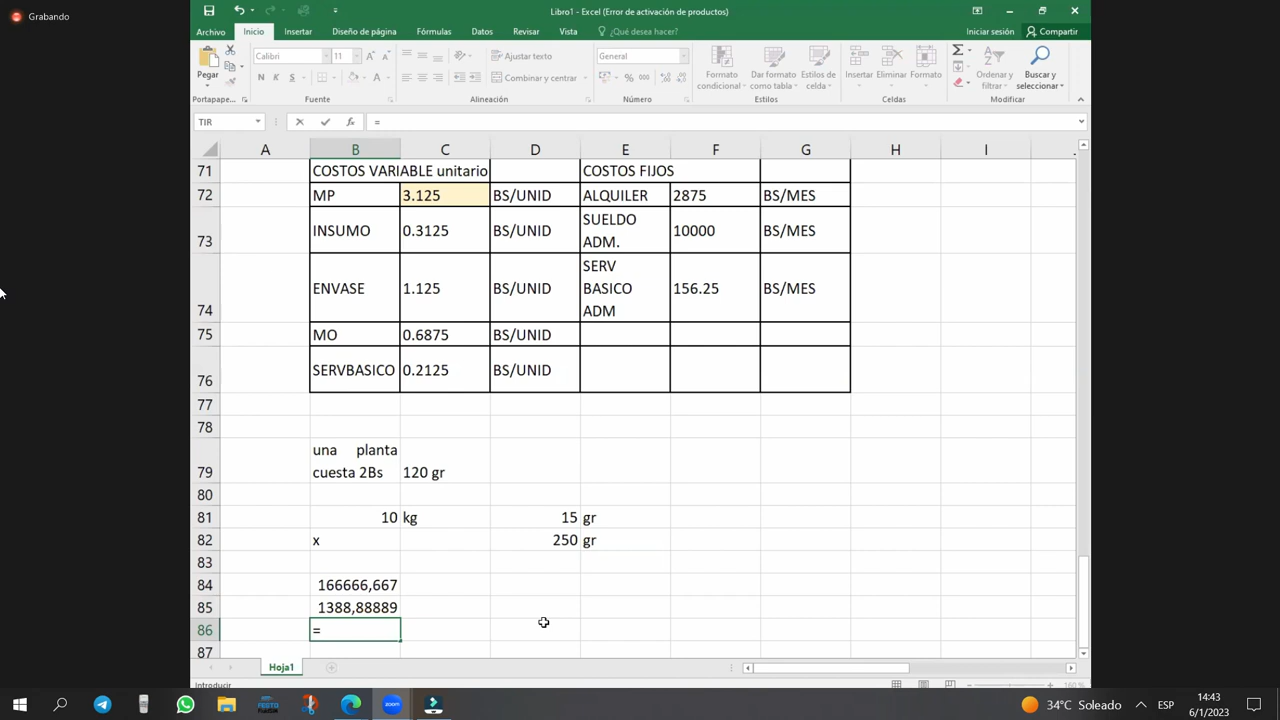 Grabando
Libro1 - Excel (Error de activación de productos)
Archivo Inicio Insertar Diseño de página Fórmulas Datos Revisar Vista ¿Qué desea hacer? Iniciar sesión Compartir
Pegar
Calibri 11
N K S
Ajustar texto
Combinar y centrar
General
% 000
Formato condicional
Dar formato como tabla
Estilos de celda
Insertar Eliminar Formato
Ordenar y filtrar
Buscar y seleccionar
Portapape... Fuente Alineación Número Estilos Celdas Modificar
TIR fx =
A B C D E F G H I
71 COSTOS VARIABLE unitario COSTOS FIJOS
72 MP 3.125 BS/UNID ALQUILER 2875 BS/MES
73 INSUMO 0.3125 BS/UNID SUELDO ADM. 10000 BS/MES
74 ENVASE 1.125 BS/UNID SERV BASICO ADM 156.25 BS/MES
75 MO 0.6875 BS/UNID
76 SERVBASICO 0.2125 BS/UNID
77
78
79 una planta cuesta 2Bs 120 gr
80
81 10 kg 15 gr
82 x 250 gr
83
84 166666,667
85 1388,88889
86 =
87
Hoja1
Introducir 160 %
FESTO
zoom
34°C Soleado ESP 14:43
6/1/2023